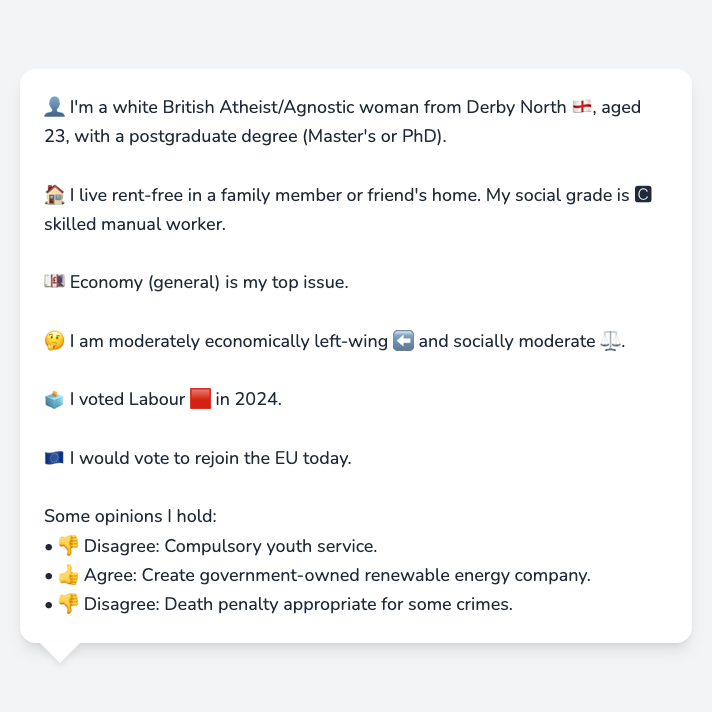 👤 I'm a white British Atheist/Agnostic woman from Derby North 🏴󠁧󠁢󠁥󠁮󠁧󠁿, aged
23, with a postgraduate degree (Master's or PhD).
🏠 I live rent-free in a family member or friend's home. My social grade is C
skilled manual worker.
💷 Economy (general) is my top issue.
🤔 I am moderately economically left-wing ⬅️ and socially moderate ⚖️.
🗳️ I voted Labour 🟥 in 2024.
🇪🇺 I would vote to rejoin the EU today.
Some opinions I hold:
• 👎 Disagree: Compulsory youth service.
• 👍 Agree: Create government-owned renewable energy company.
• 👎 Disagree: Death penalty appropriate for some crimes.